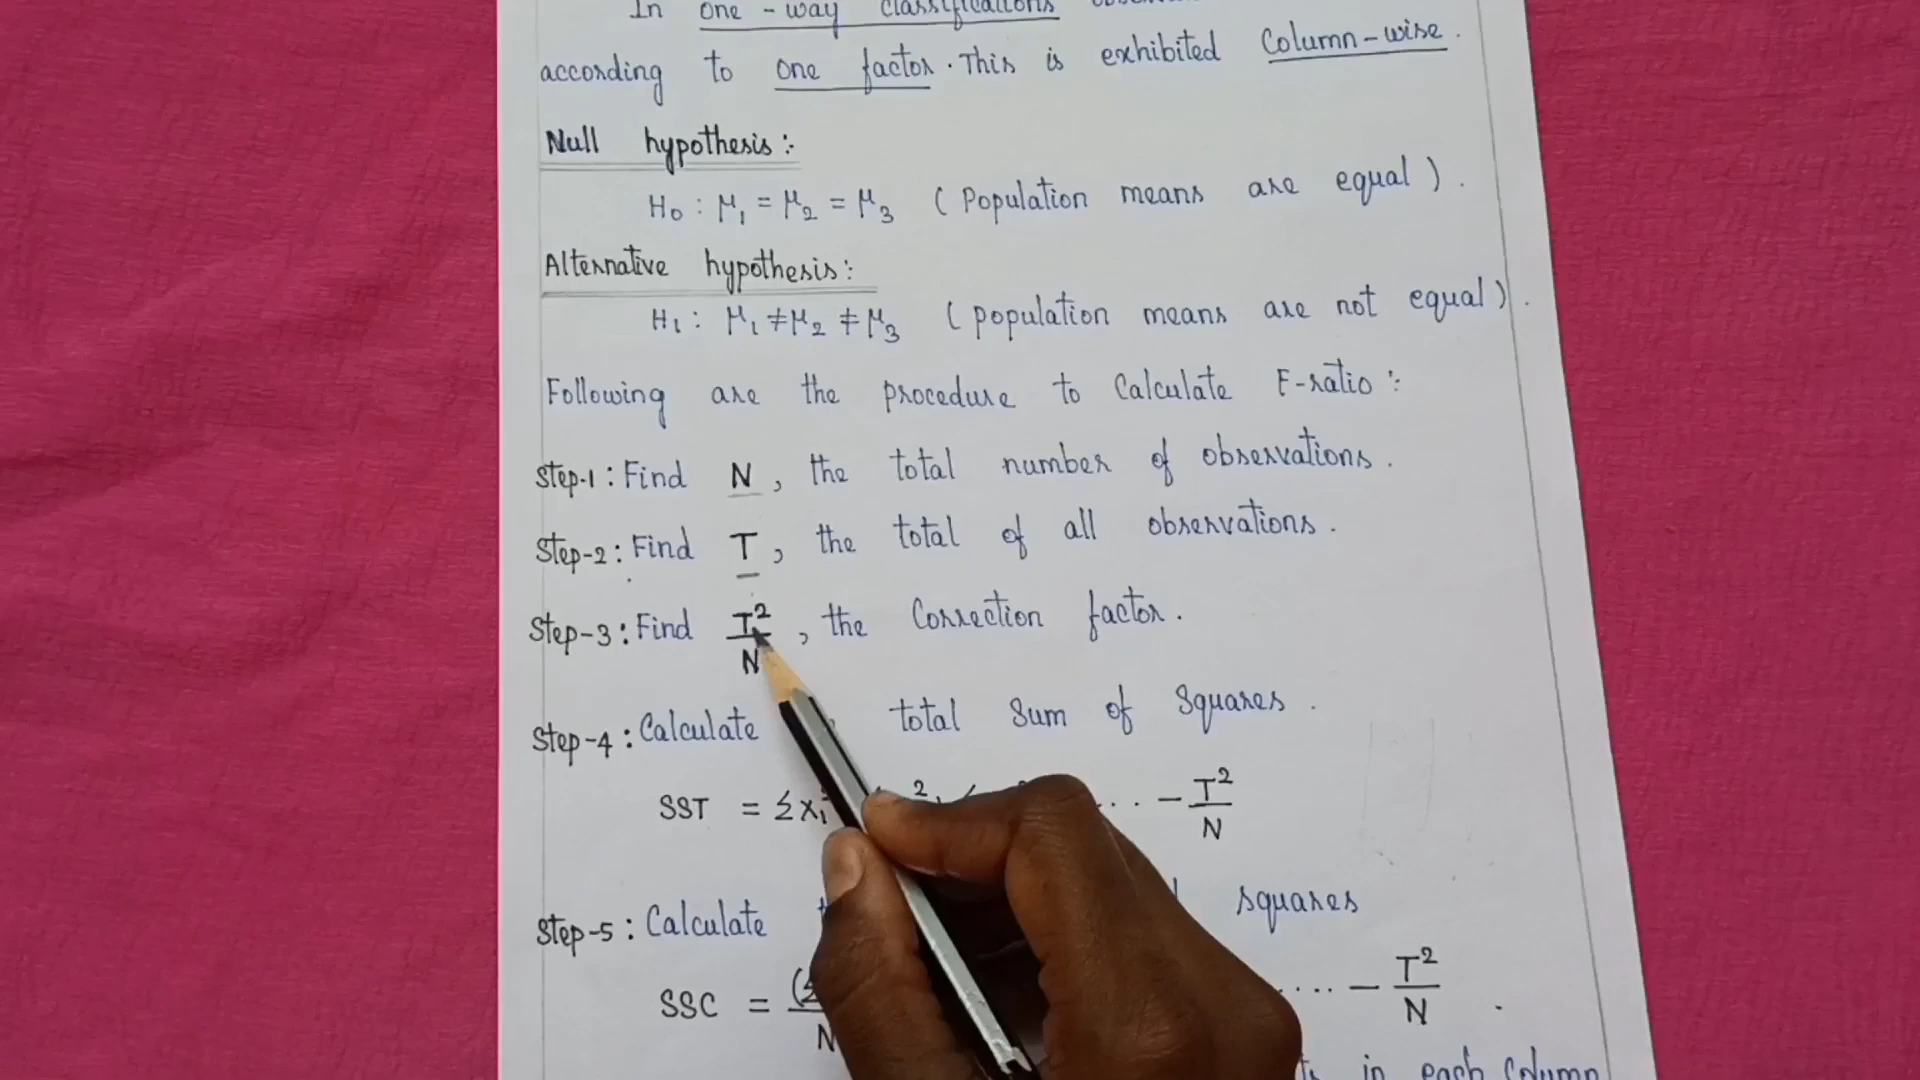 In one-way classifications
according to one factor. This is exhibited Column-wise.
Null hypothesis:-
H₀ : μ₁ = μ₂ = μ₃ (Population means are equal).
Alternative hypothesis:
H₁ : μ₁ ≠ μ₂ ≠ μ₃ (population means are not equal).
Following are the procedure to Calculate F-ratio :-
Step-1 : Find N, the total number of observations.
Step-2 : Find T, the total of all observations.
Step-3 : Find T²/N, the Correction factor.
Step-4 : Calculate total Sum of Squares.
SST = Σx₁² .... - T²/N
Step-5 : Calculate squares
SSC = .... - T²/N.
in each Column